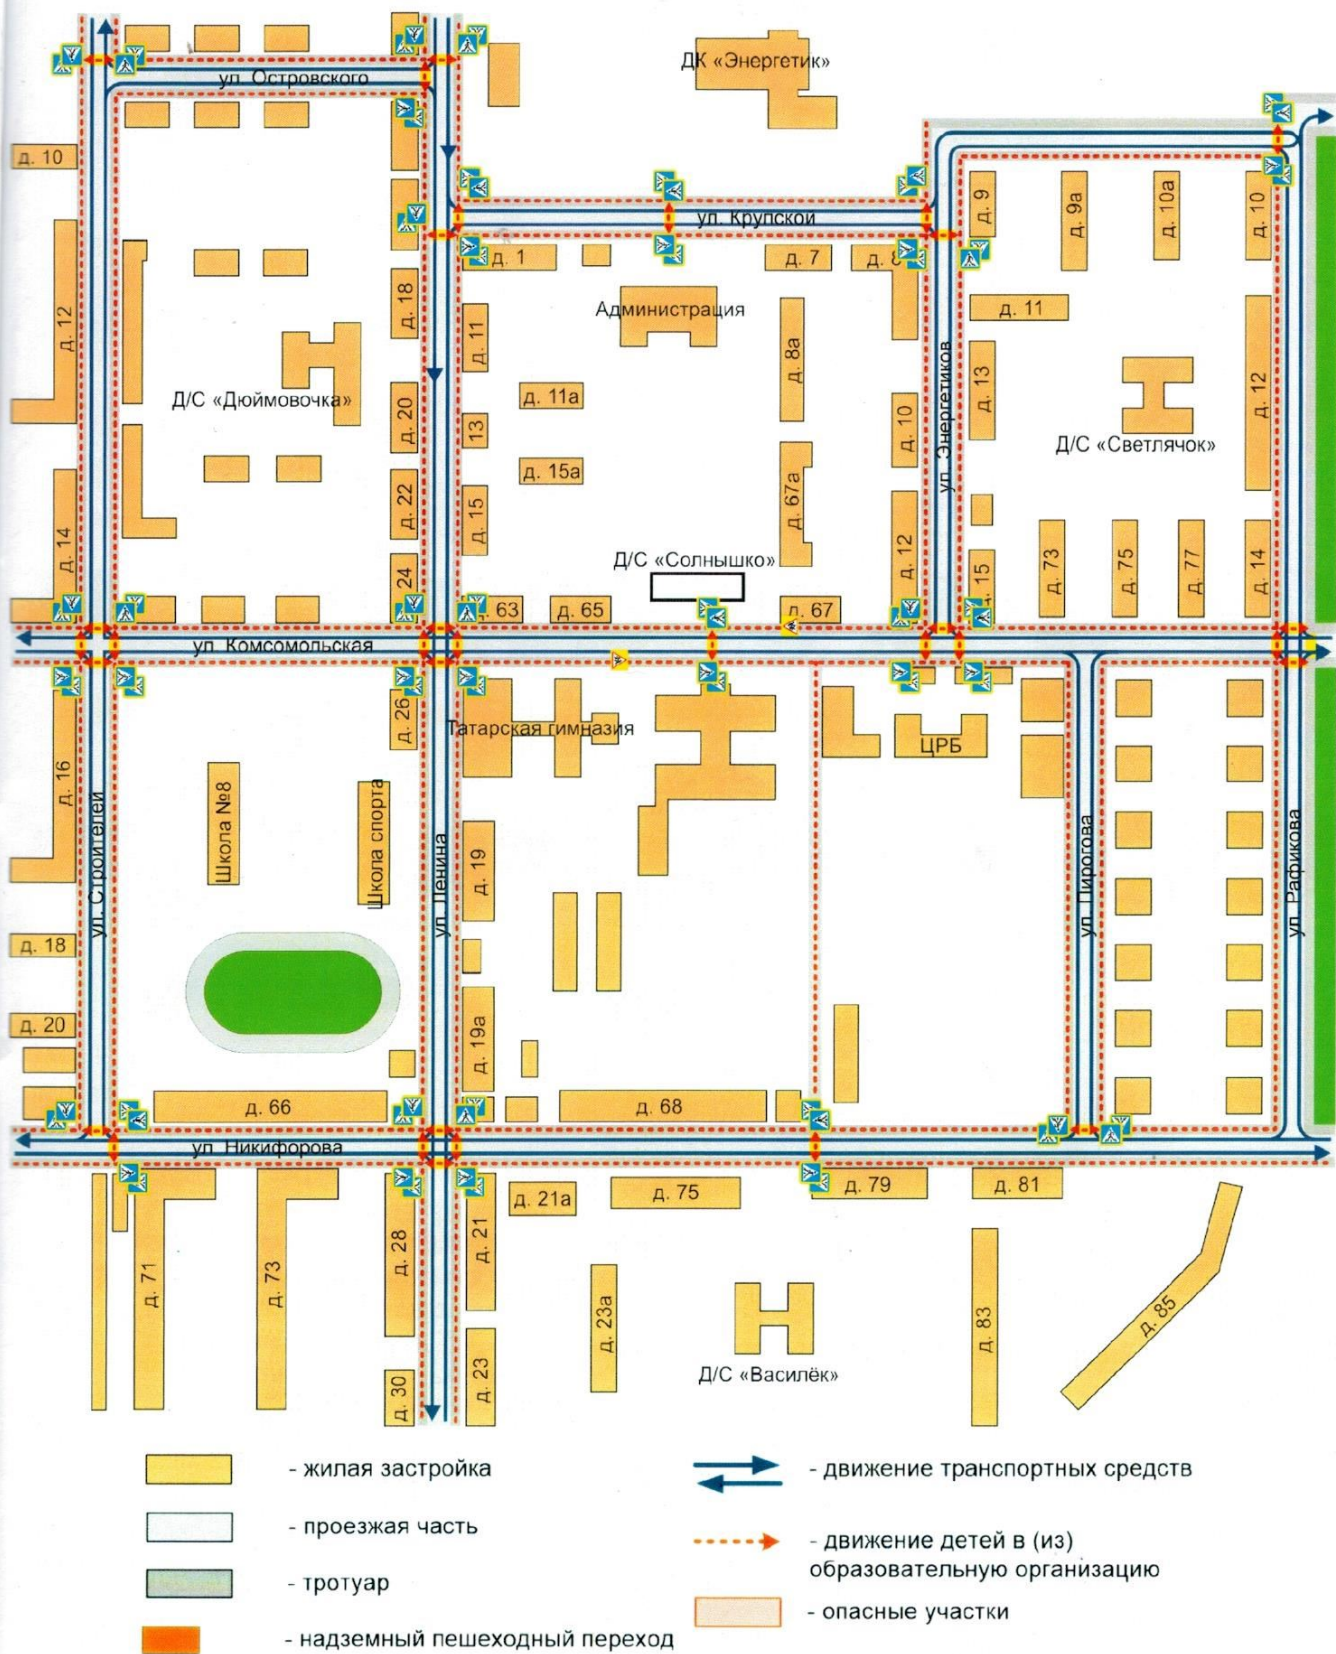 ДК «Энергетик»
ул. Островского
д. 10
д. 9
д. 9а
д. 10а
д. 10
ул. Крупской
д. 1
д. 7
д. 8
д. 12
д. 18
д. 11
Администрация
д. 8а
д. 11
д. 13
д. 12
Д/С «Дюймовочка»
д. 20
13
д. 11а
д. 10
ул. Энергетиков
Д/С «Светлячок»
д. 14
д. 22
д. 15
д. 15а
д. 67а
д. 12
д. 15
д. 73
д. 75
д. 77
д. 14
24
Д/С «Солнышко»
63
д. 65
д. 67
ул. Комсомольская
д. 16
д. 26
Татарская гимназия
ЦРБ
Школа №8
Школа спорта
ул. Строителей
ул. Ленина
д. 19
ул. Пирогова
ул. Рафикова
д. 18
д. 20
д. 19а
д. 66
д. 68
ул. Никифорова
д. 71
д. 73
д. 28
д. 21
д. 21а
д. 75
д. 79
д. 81
д. 30
д. 23
д. 23а
Д/С «Василёк»
д. 83
д. 85
- жилая застройка
- проезжая часть
- тротуар
- надземный пешеходный переход
- движение транспортных средств
- движение детей в (из)
образовательную организацию
- опасные участки